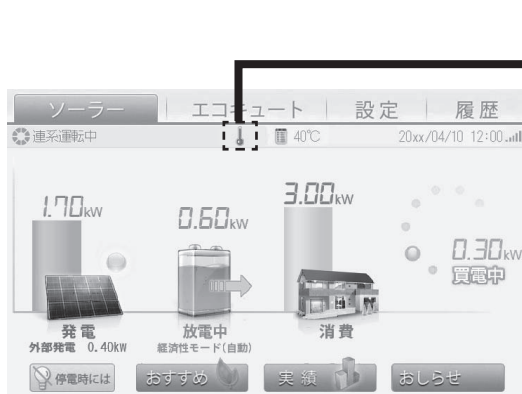 ソーラー エコキュート 設定 履歴
連系運転中 40℃ 20xx/04/10 12:00
1.70kW 0.60kW 3.00kW 0.30kW
買電中
発電 放電中 消費
外部発電 0.40kW 経済性モード(自動)
停電時には おすすめ 実績 おしらせ